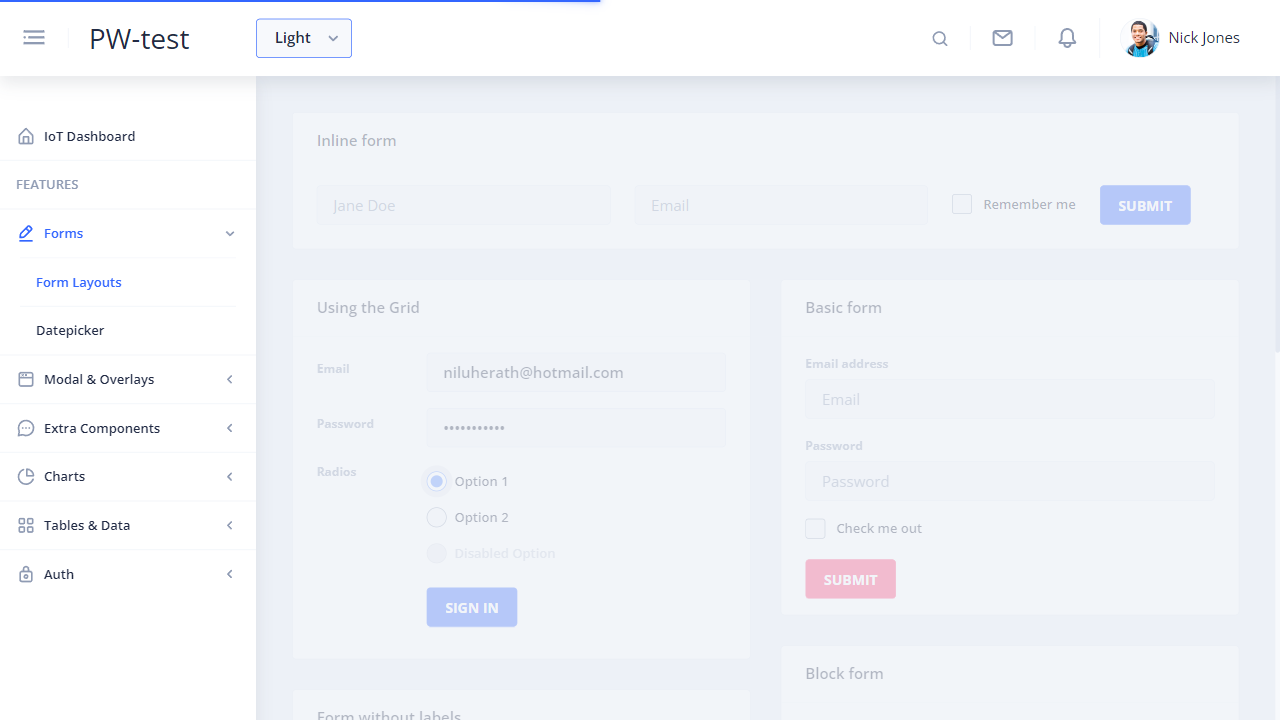 PW-test
Light
Nick Jones
IoT Dashboard
FEATURES
Forms
Form Layouts
Datepicker
Modal & Overlays
Extra Components
Charts
Tables & Data
Auth
Inline form
Jane Doe
Email
Remember me
SUBMIT
Using the Grid
Email
niluherath@hotmail.com
Password
•••••••••••
Radios
Option 1
Option 2
Disabled Option
SIGN IN
Form without labels
Basic form
Email address
Email
Password
Password
Check me out
SUBMIT
Block form